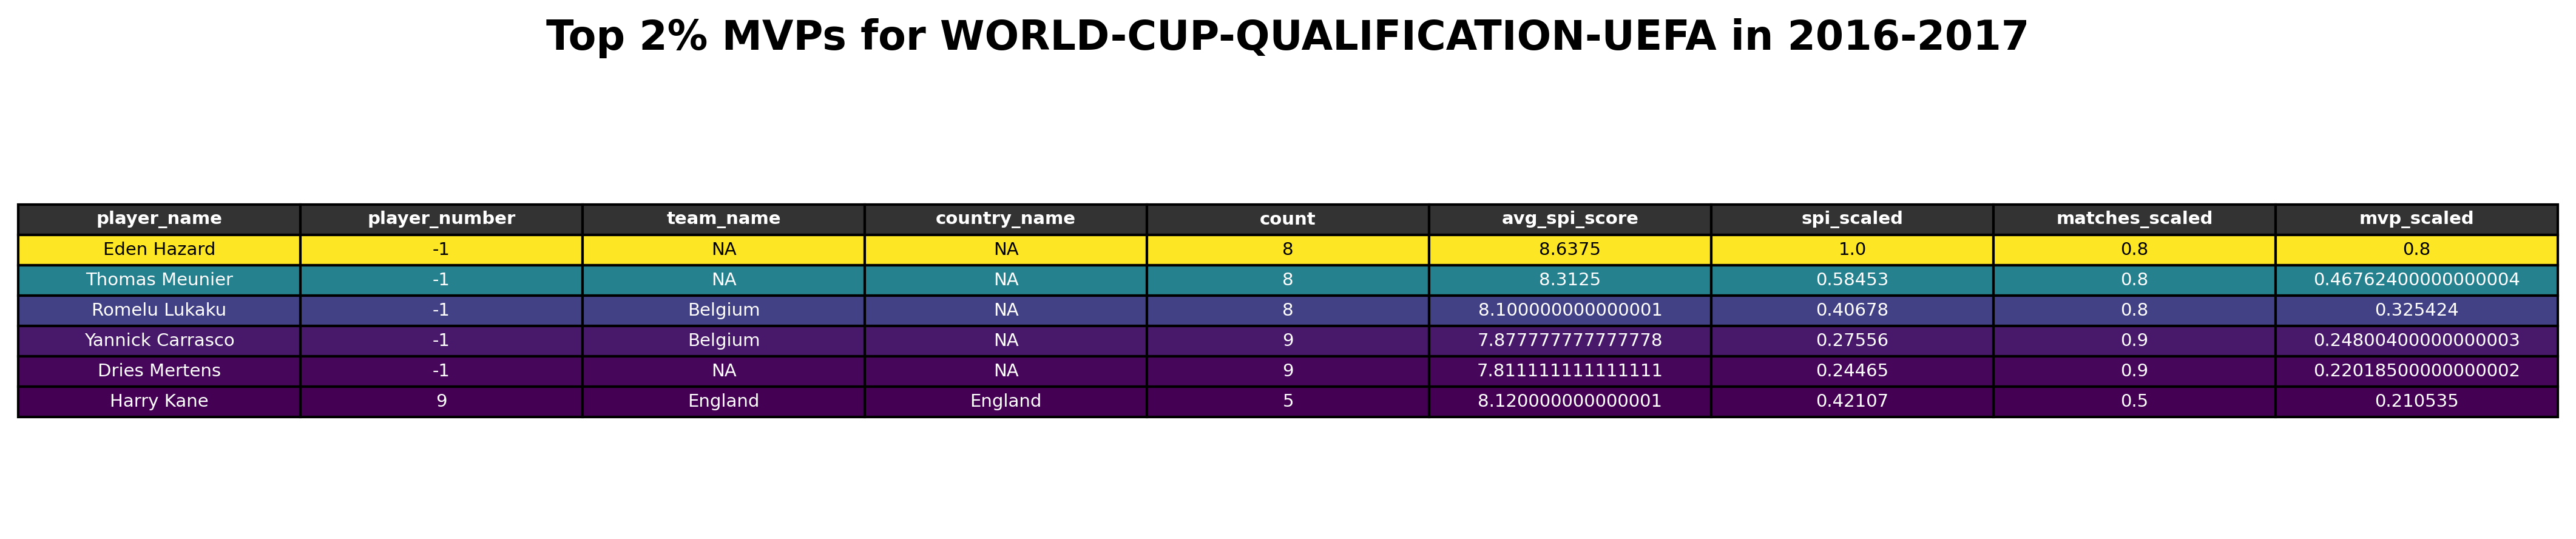 Top 2% MVPs for WORLD-CUP-QUALIFICATION-UEFA in 2016-2017
player_name player_number team_name country_name count avg_spi_score spi_scaled matches_scaled mvp_scaled
Eden Hazard -1 NA NA 8 8.6375 1.0 0.8 0.8
Thomas Meunier -1 NA NA 8 8.3125 0.58453 0.8 0.46762400000000004
Romelu Lukaku -1 Belgium NA 8 8.100000000000001 0.40678 0.8 0.325424
Yannick Carrasco -1 Belgium NA 9 7.877777777777778 0.27556 0.9 0.24800400000000003
Dries Mertens -1 NA NA 9 7.811111111111111 0.24465 0.9 0.22018500000000002
Harry Kane 9 England England 5 8.120000000000001 0.42107 0.5 0.210535